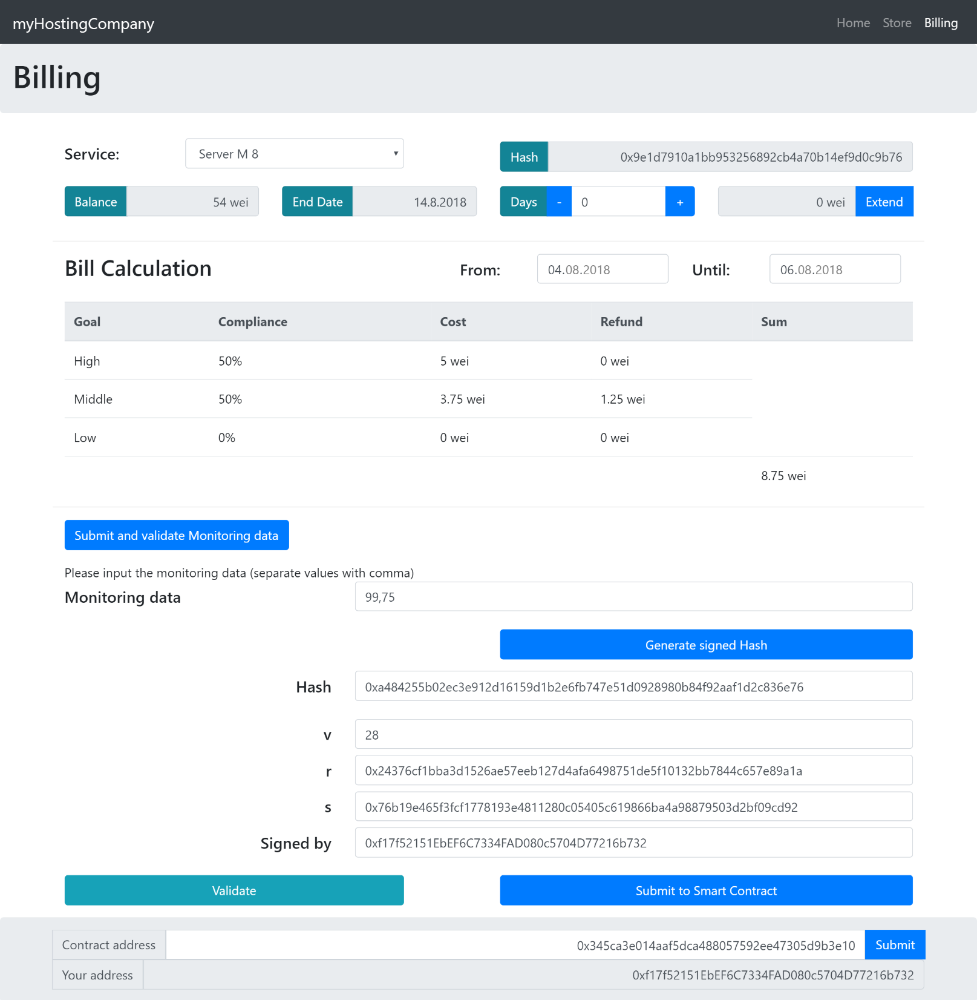 myHostingCompany Home Store Billing
Billing
Service: Server M 8 Hash 0x9e1d7910a1bb953256892cb4a70b14ef9d0c9b76
Balance 54 wei End Date 14.8.2018 Days - 0 + 0 wei Extend
Bill Calculation From: 04.08.2018 Until: 06.08.2018
Goal Compliance Cost Refund Sum
High 50% 5 wei 0 wei
Middle 50% 3.75 wei 1.25 wei
Low 0% 0 wei 0 wei
8.75 wei
Submit and validate Monitoring data
Please input the monitoring data (separate values with comma)
Monitoring data 99,75
Generate signed Hash
Hash 0xa484255b02ec3e912d16159d1b2e6fb747e51d0928980b84f92aaf1d2c836e76
v 28
r 0x24376cf1bba3d1526ae57eeb127d4afa6498751de5f10132bb7844c657e89a1a
s 0x76b19e465f3fcf1778193e4811280c05405c619866ba4a98879503d2bf09cd92
Signed by 0xf17f52151EbEF6C7334FAD080c5704D77216b732
Validate Submit to Smart Contract
Contract address 0x345ca3e014aaf5dca488057592ee47305d9b3e10 Submit
Your address 0xf17f52151EbEF6C7334FAD080c5704D77216b732